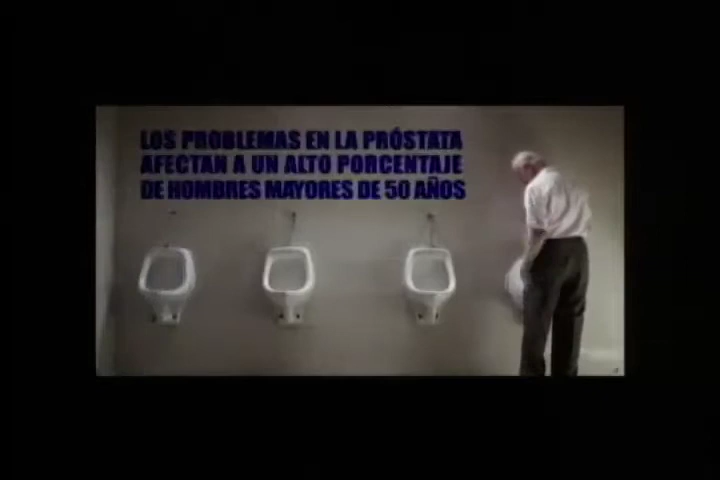 LOS PROBLEMAS EN LA PRÓSTATA
AFECTAN A UN ALTO PORCENTAJE
DE HOMBRES MAYORES DE 50 AÑOS